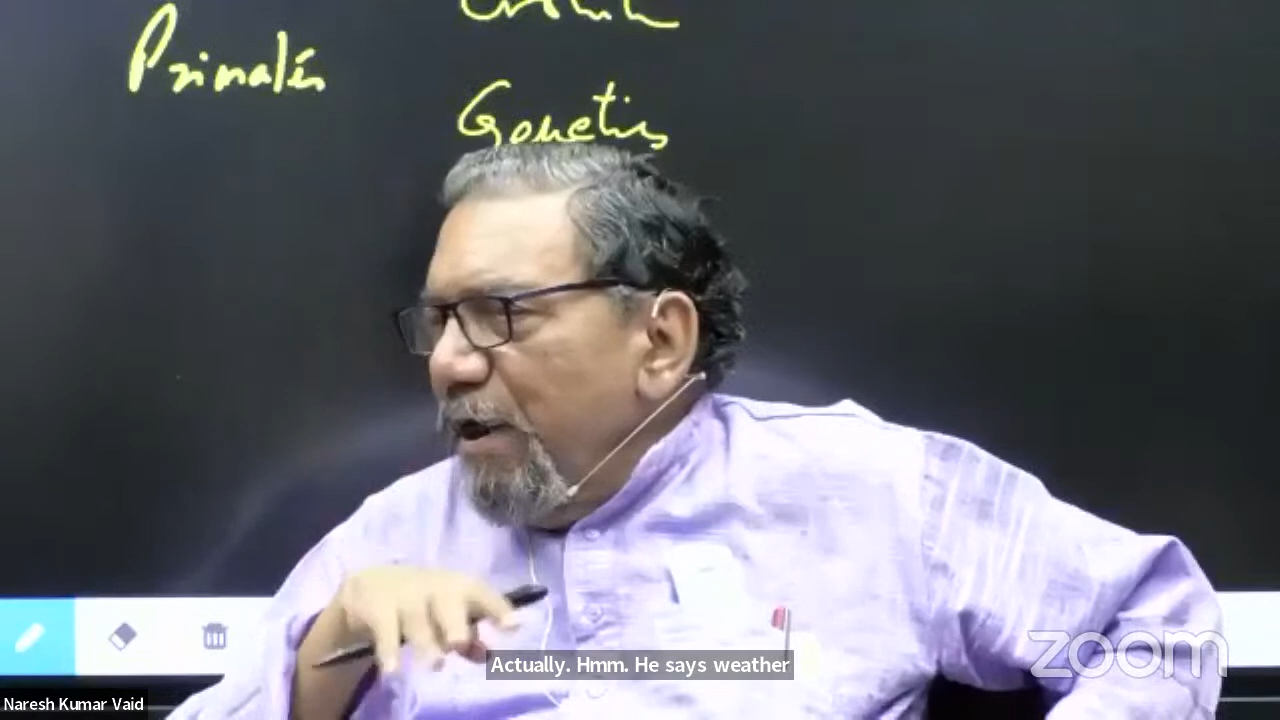 Primates
Genetics
Actually. Hmm. He says weather
zoom
Naresh Kumar Vaid